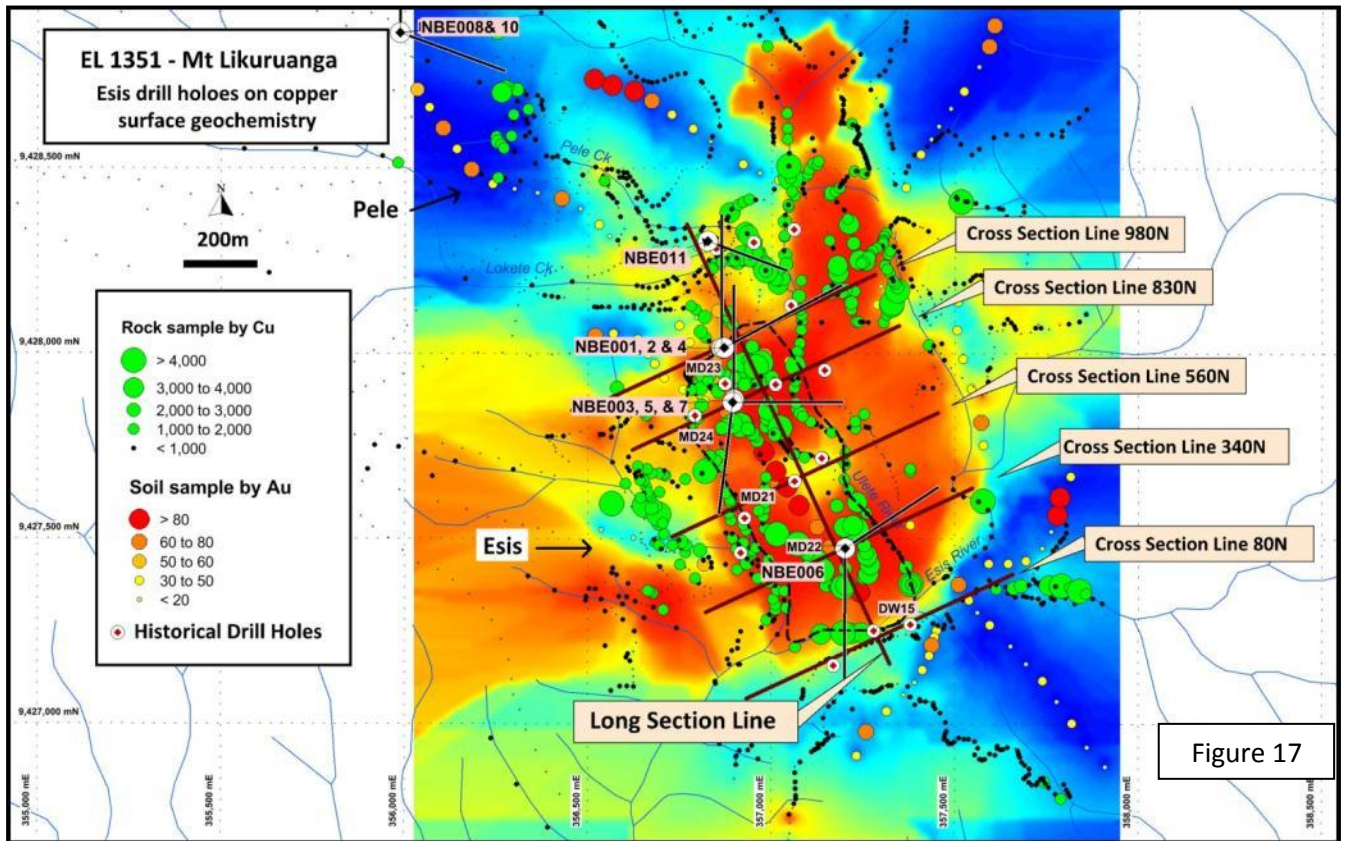 EL 1351 - Mt Likuruanga
Esis drill holoes on copper
surface geochemistry
NBE008& 10
9,428,500 mN
Pele Ck
Pele
N
200m
NBE011
Lokete Ck
Cross Section Line 980N
Cross Section Line 830N
Rock sample by Cu
> 4,000
3,000 to 4,000
2,000 to 3,000
1,000 to 2,000
< 1,000
Soil sample by Au
> 80
60 to 80
50 to 60
30 to 50
< 20
Historical Drill Holes
9,428,000 mN
NBE001, 2 & 4
MD23
NBE003, 5, & 7
MD24
Cross Section Line 560N
Cross Section Line 340N
MD21
Ulete Rv
9,427,500 mN
Esis
MD22
NBE006
Esis River
Cross Section Line 80N
DW15
Long Section Line
9,427,000 mN
Figure 17
355,000 mE
355,500 mE
356,000 mE
356,500 mE
357,000 mE
357,500 mE
358,000 mE
358,500 mE